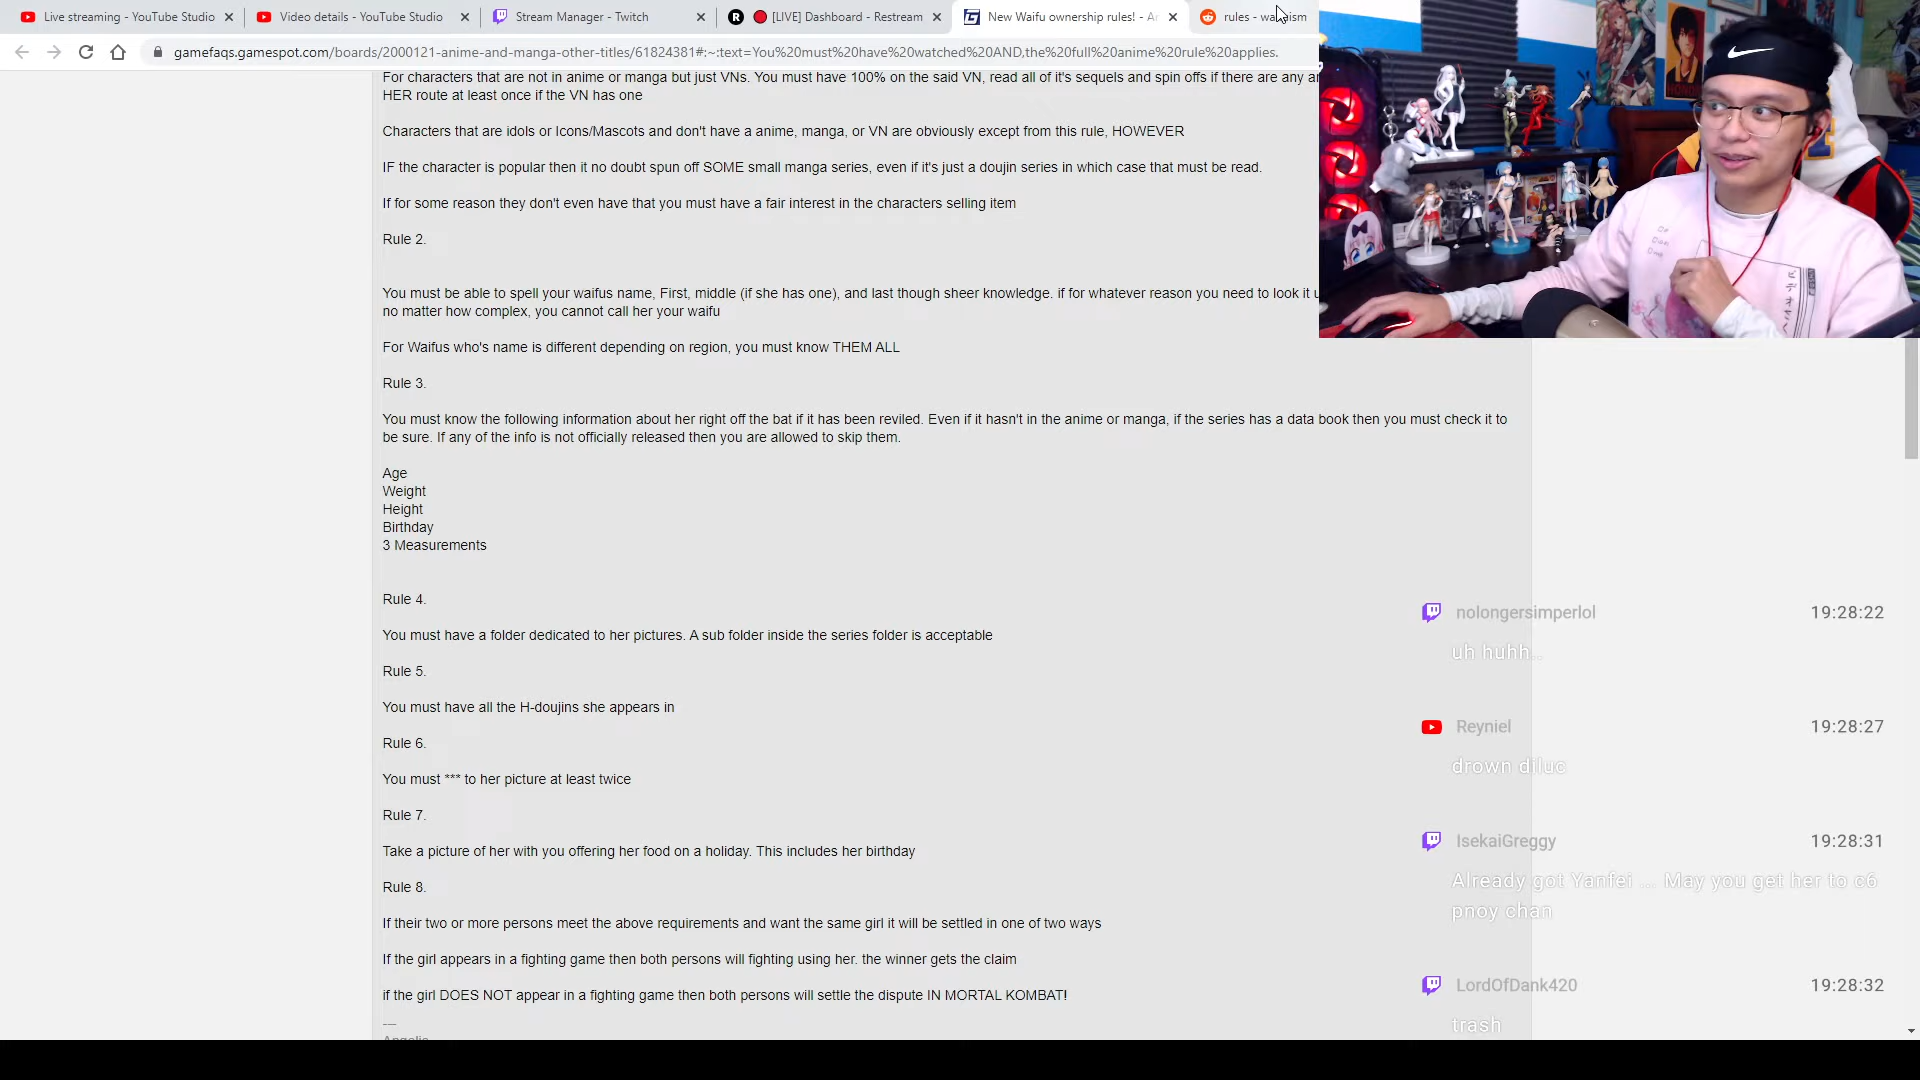 Live streaming - YouTube Studio
Video details - YouTube Studio
Stream Manager - Twitch
[LIVE] Dashboard - Restream
New Waifu ownership rules! - An
gamefaqs.gamespot.com/boards/2000121-anime-and-manga-other-titles/61824381#:~:text=You%20must%20have%20watched%20AND,the%20full%20anime%20rule%20applies.
For characters that are not in anime or manga but just VNs. You must have 100% on the said VN, read all of it's sequels and spin offs if there are any
HER route at least once if the VN has one
Characters that are idols or Icons/Mascots and don't have a anime, manga, or VN are obviously except from this rule, HOWEVER
IF the character is popular then it no doubt spun off SOME small manga series, even if it's just a doujin series in which case that must be read.
If for some reason they don't even have that you must have a fair interest in the characters selling item
Rule 2.
You must be able to spell your waifus name, First, middle (if she has one), and last though sheer knowledge. if for whatever reason you need to look it
no matter how complex, you cannot call her your waifu
For Waifus who's name is different depending on region, you must know THEM ALL
Rule 3.
You must know the following information about her right off the bat if it has been reviled. Even if it hasn't in the anime or manga, if the series has a data book then you must check it to
be sure. If any of the info is not officially released then you are allowed to skip them.
Age
Weight
Height
Birthday
3 Measurements
Rule 4.
You must have a folder dedicated to her pictures. A sub folder inside the series folder is acceptable
Rule 5.
You must have all the H-doujins she appears in
Rule 6.
You must *** to her picture at least twice
Rule 7.
Take a picture of her with you offering her food on a holiday. This includes her birthday
Rule 8.
If their two or more persons meet the above requirements and want the same girl it will be settled in one of two ways
If the girl appears in a fighting game then both persons will fighting using her. the winner gets the claim
if the girl DOES NOT appear in a fighting game then both persons will settle the dispute IN MORTAL KOMBAT!
---
nolongersimperlol 19:28:22
uh huhh..
Reyniel 19:28:27
drown diluc
IsekaiGreggy 19:28:31
Already got Yanfei ... May you get her to c6
pnoy chan
LordOfDank420 19:28:32
trash